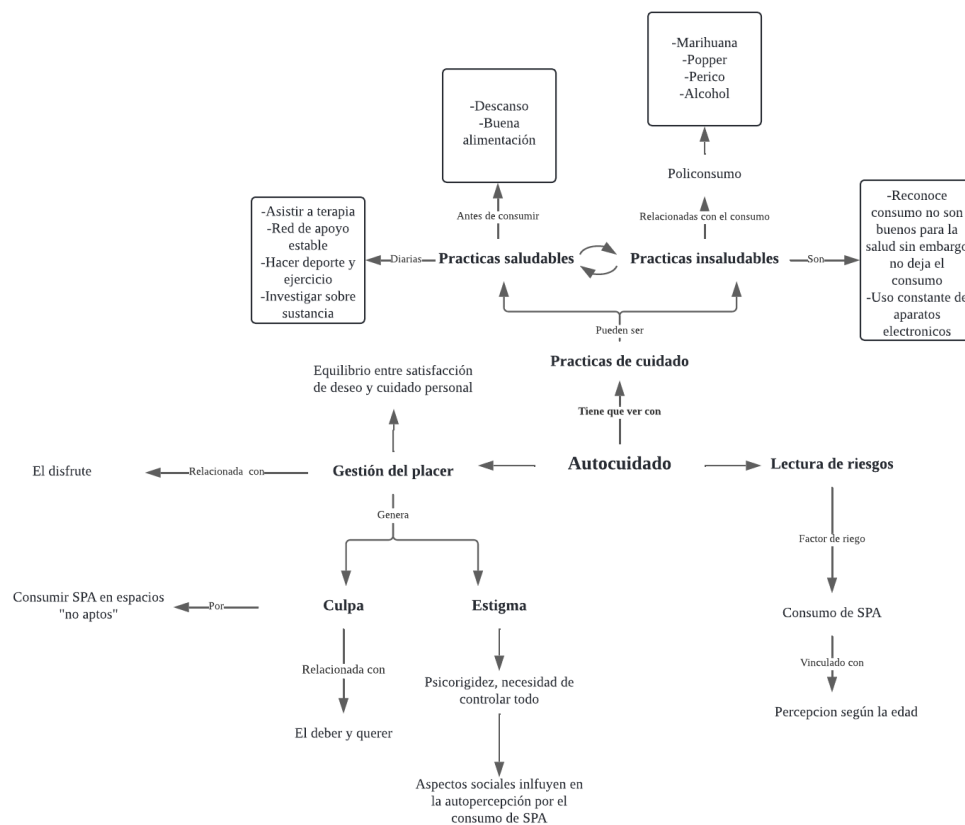 -Marihuana
-Popper
-Perico
-Alcohol
-Descanso
-Buena
alimentación
Policonsumo
-Asistir a terapia
-Red de apoyo
estable
-Hacer deporte y
ejercicio
-Investigar sobre
sustancia
Antes de consumir
Relacionadas con el consumo
-Reconoce
consumo no son
buenos para la
salud sin embargo
no deja el
consumo
-Uso constante de
aparatos
electronicos
Diarias
Practicas saludables
Practicas insaludables
Son
Pueden ser
Practicas de cuidado
Equilibrio entre satisfacción
de deseo y cuidado personal
Tiene que ver con
El disfrute
Relacionada con
Gestión del placer
Autocuidado
Lectura de riesgos
Genera
Factor de riego
Consumir SPA en espacios
"no aptos"
Por
Culpa
Estigma
Consumo de SPA
Relacionada con
Psicorigidez, necesidad de
controlar todo
Vinculado con
El deber y querer
Percepcion según la edad
Aspectos sociales inlfuyen en
la autopercepción por el
consumo de SPA